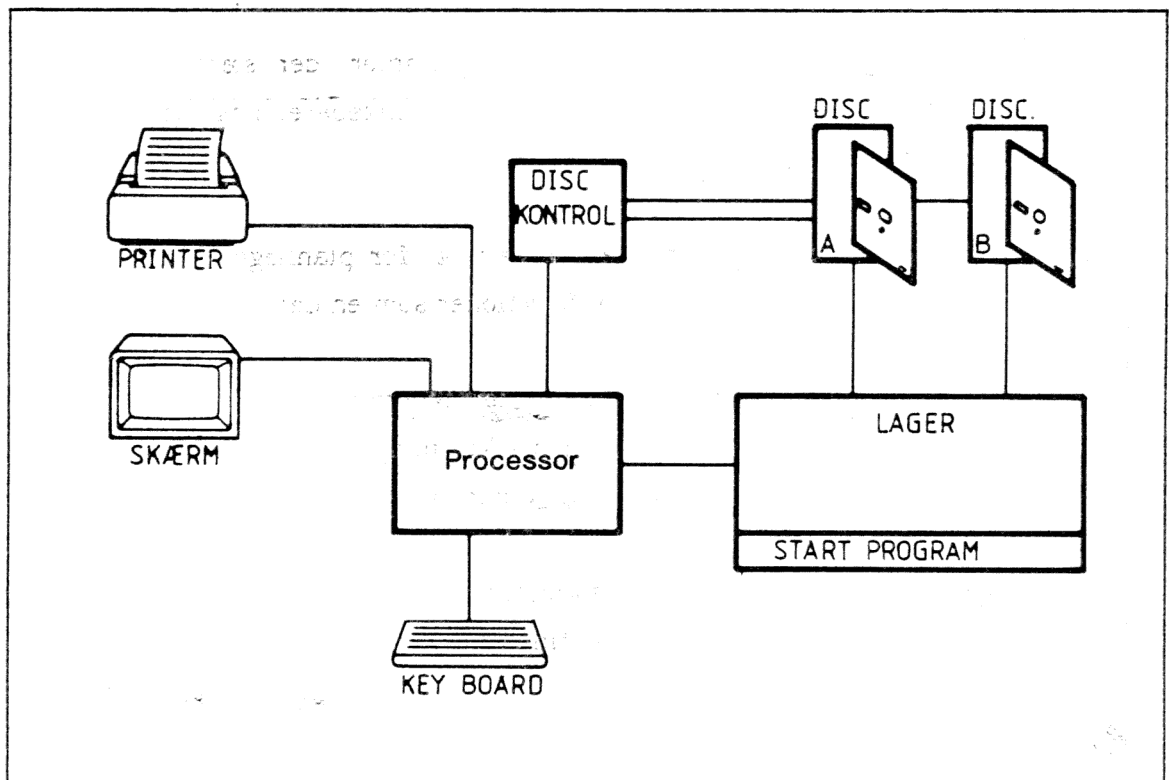 DISC
DISC.
DISC
KONTROL
A
B
PRINTER
LAGER
SKÆRM
Processor
START PROGRAM
KEY BOARD